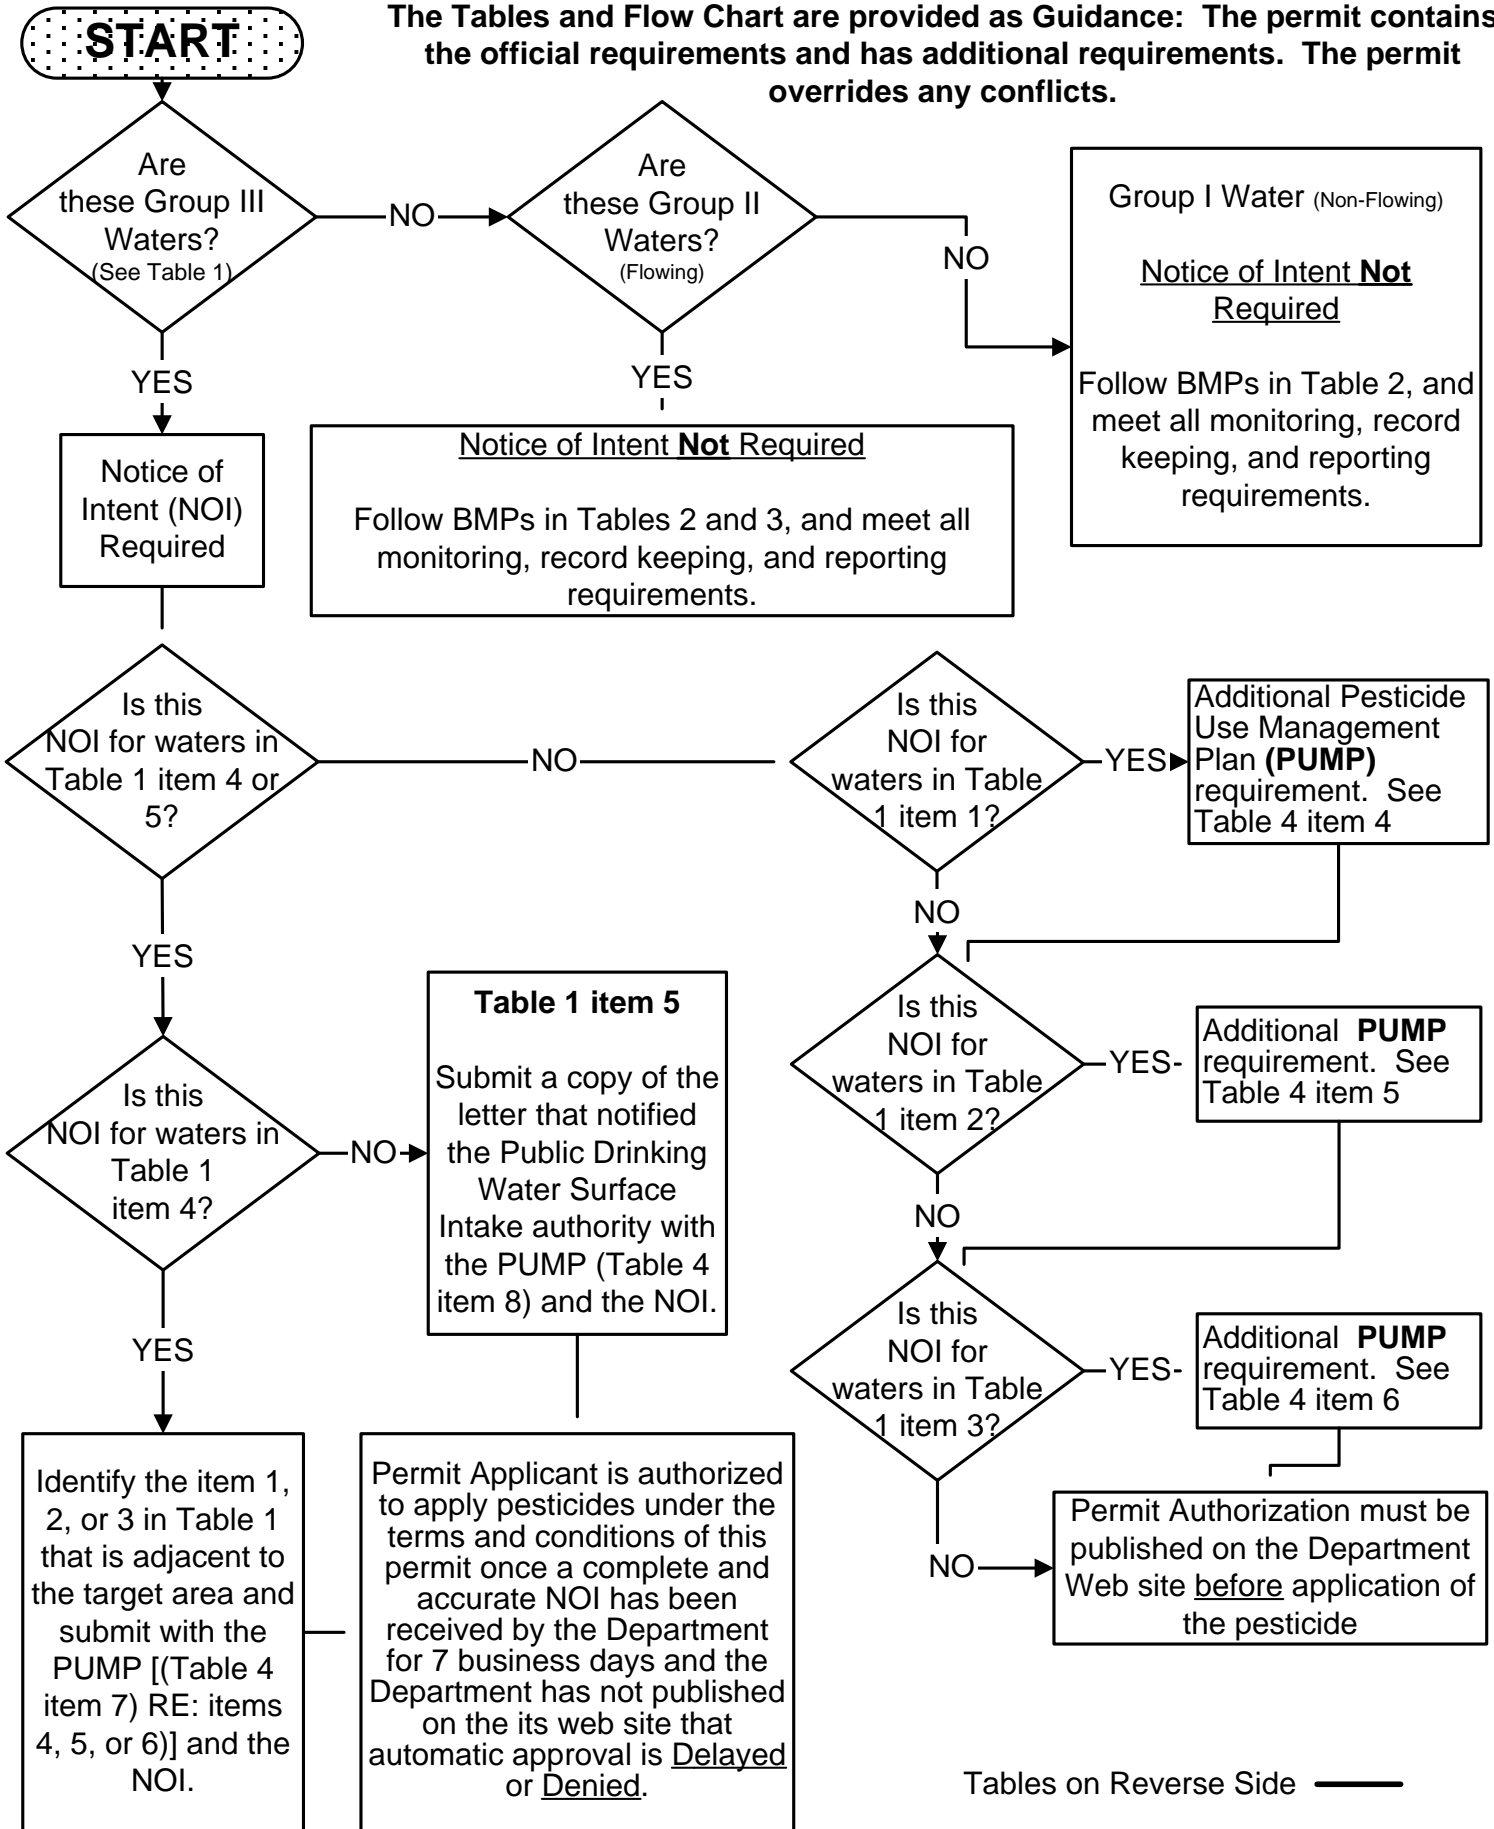 START
The Tables and Flow Chart are provided as Guidance: The permit contains
the official requirements and has additional requirements. The permit
overrides any conflicts.
Are
these Group III
Waters?
(See Table 1)
NO
Are
these Group II
Waters?
(Flowing)
NO
Group I Water (Non-Flowing)
Notice of Intent Not
Required
Follow BMPs in Table 2, and
meet all monitoring, record
keeping, and reporting
requirements.
YES
YES
Notice of
Intent (NOI)
Required
Notice of Intent Not Required
Follow BMPs in Tables 2 and 3, and meet all
monitoring, record keeping, and reporting
requirements.
Is this
NOI for waters in
Table 1 item 4 or
5?
NO
Is this
NOI for
waters in Table
1 item 1?
YES
Additional Pesticide
Use Management
Plan (PUMP)
requirement. See
Table 4 item 4
NO
YES
Is this
NOI for waters in
Table 1
item 4?
NO
Table 1 item 5
Submit a copy of the
letter that notified
the Public Drinking
Water Surface
Intake authority with
the PUMP (Table 4
item 8) and the NOI.
Is this
NOI for
waters in Table
1 item 2?
YES
Additional PUMP
requirement. See
Table 4 item 5
NO
YES
Is this
NOI for
waters in Table
1 item 3?
YES
Additional PUMP
requirement. See
Table 4 item 6
Identify the item 1,
2, or 3 in Table 1
that is adjacent to
the target area and
submit with the
PUMP [(Table 4
item 7) RE: items
4, 5, or 6)] and the
NOI.
Permit Applicant is authorized
to apply pesticides under the
terms and conditions of this
permit once a complete and
accurate NOI has been
received by the Department
for 7 business days and the
Department has not published
on the its web site that
automatic approval is Delayed
or Denied.
NO
Permit Authorization must be
published on the Department
Web site before application of
the pesticide
Tables on Reverse Side